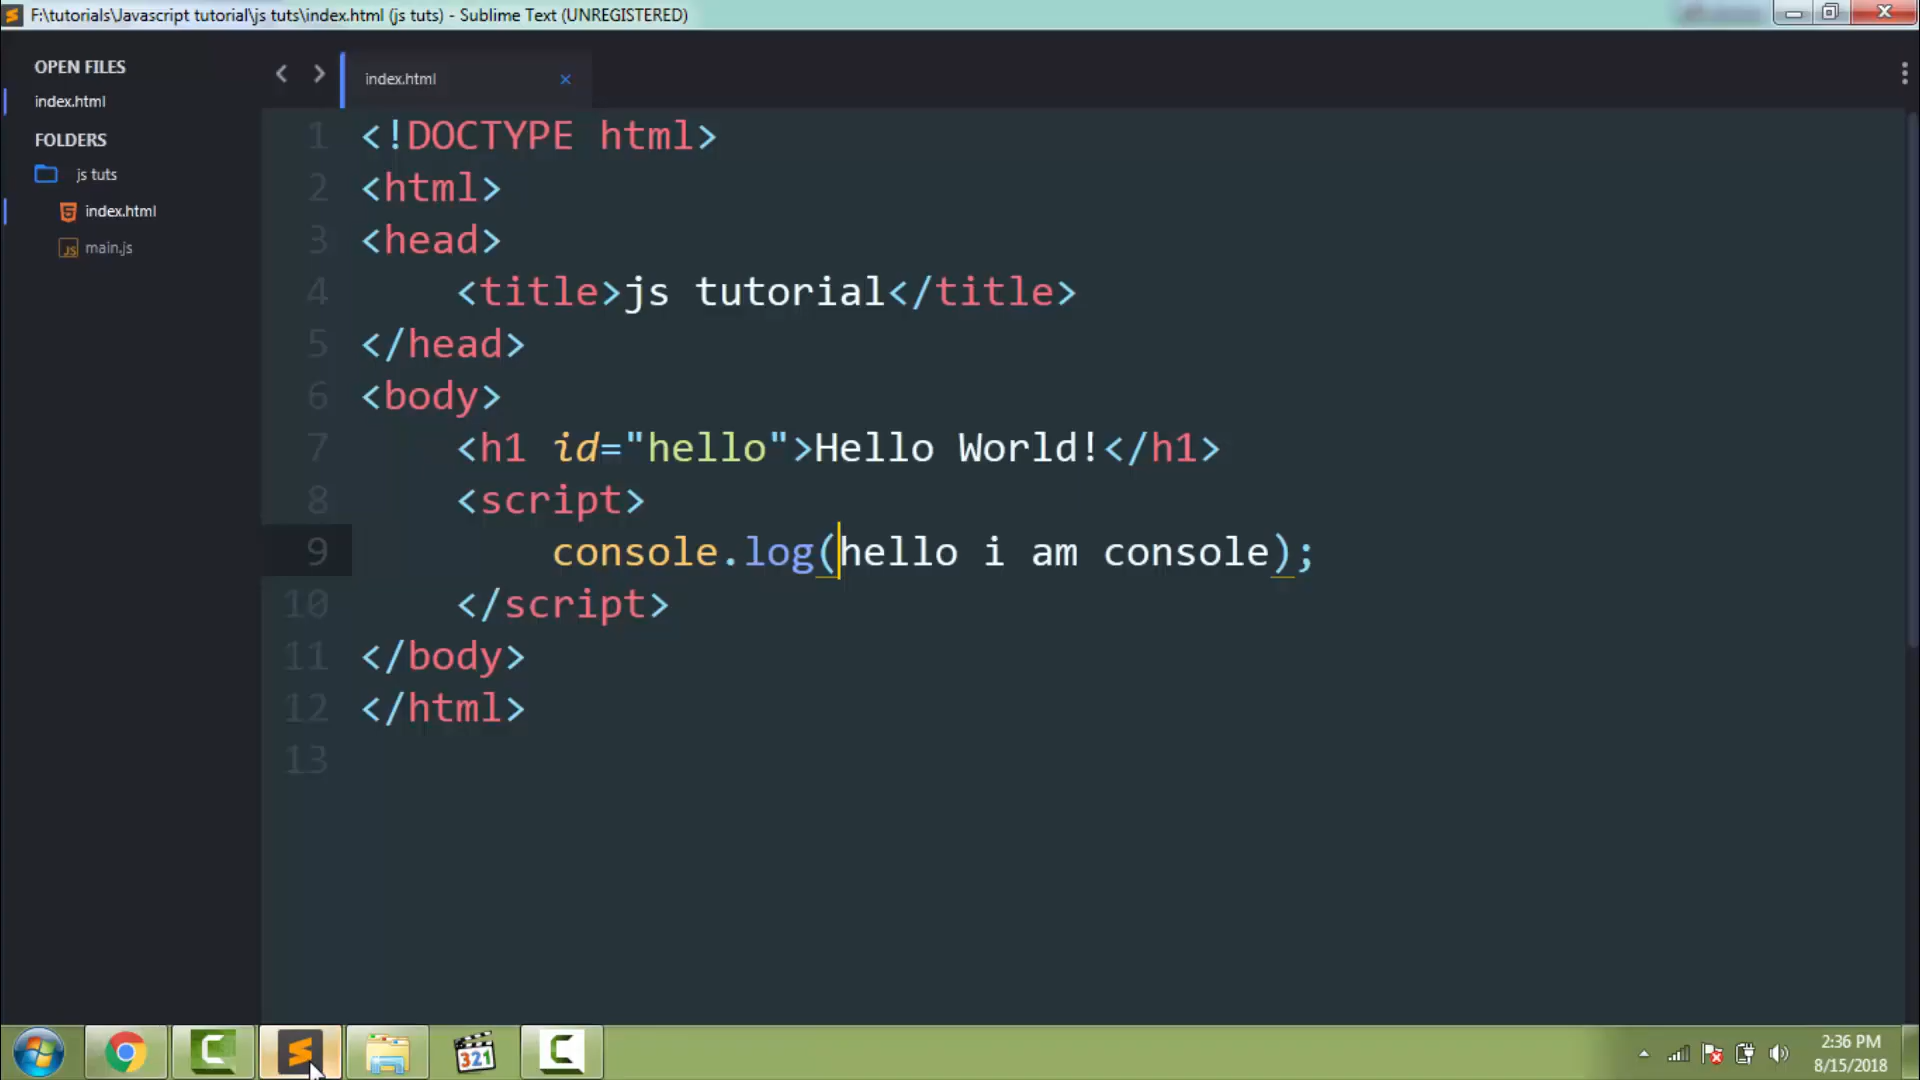 F:\tutorials\Javascript tutorial\js tuts\index.html (js tuts) - Sublime Text (UNREGISTERED)
OPEN FILES
index.html
FOLDERS
js tuts
index.html
main.js
index.html
1 <!DOCTYPE html>
2 <html>
3 <head>
4 <title>js tutorial</title>
5 </head>
6 <body>
7 <h1 id="hello">Hello World!</h1>
8 <script>
9 console.log(hello i am console);
10 </script>
11 </body>
12 </html>
13
321
2:36 PM
8/15/2018